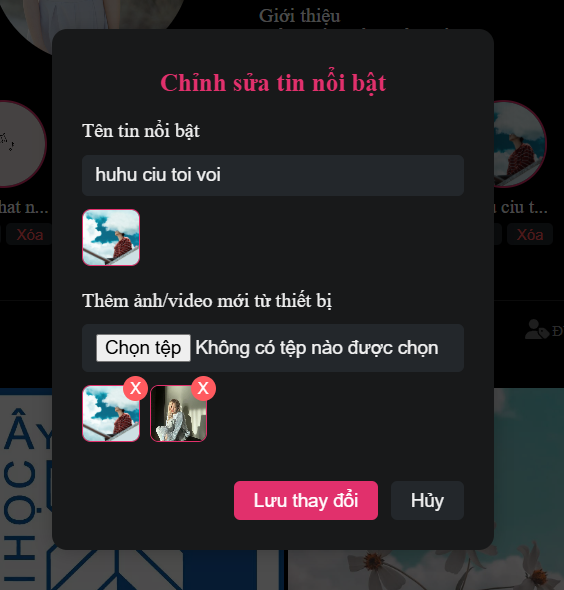 Giới thiệu
Chỉnh sửa tin nổi bật
Tên tin nổi bật
huhu ciu toi voi
hat n...
ciu t...
Xóa
Xóa
Thêm ảnh/video mới từ thiết bị
Chọn tệp Không có tệp nào được chọn
X X
Lưu thay đổi Hủy
HỌC